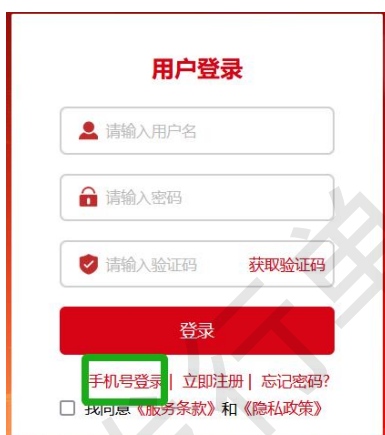 用户登录
请输入用户名
请输入密码
请输入验证码 获取验证码
登录
手机号登录 | 立即注册 | 忘记密码?
我同意《服务条款》和《隐私政策》
行单